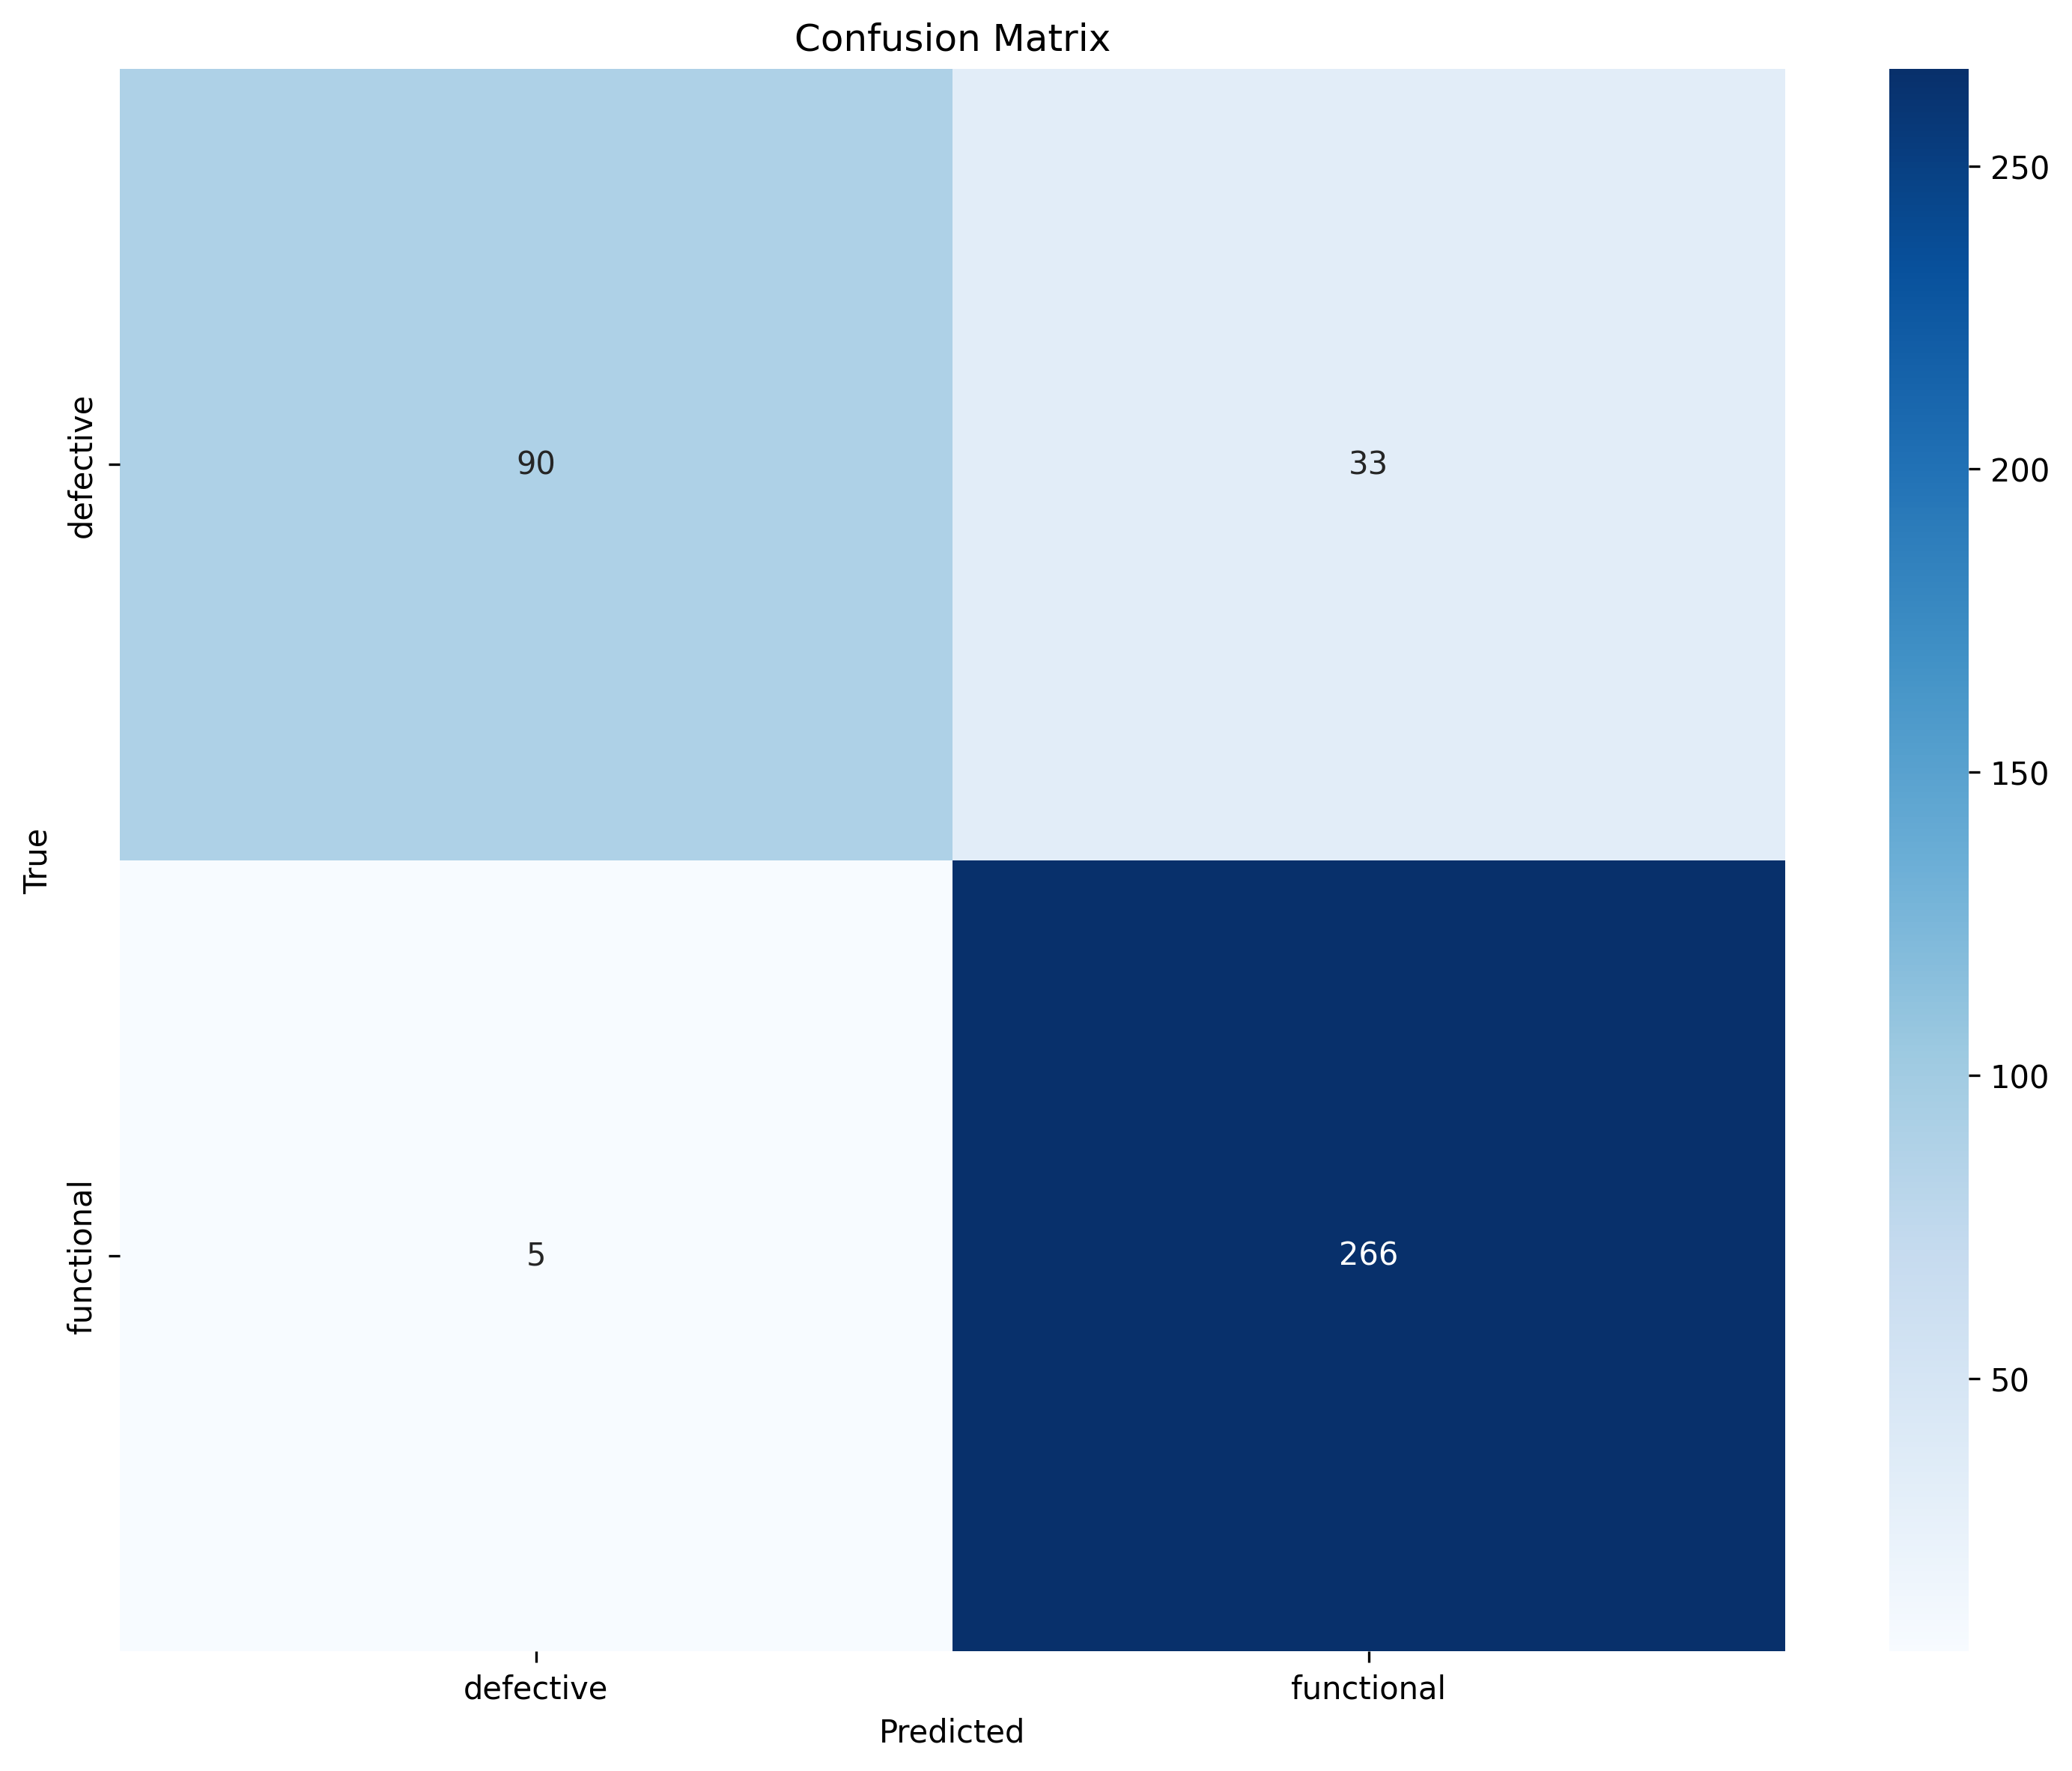 Confusion Matrix
True
defective
functional
90
33
5
266
defective
functional
Predicted
250
200
150
100
50